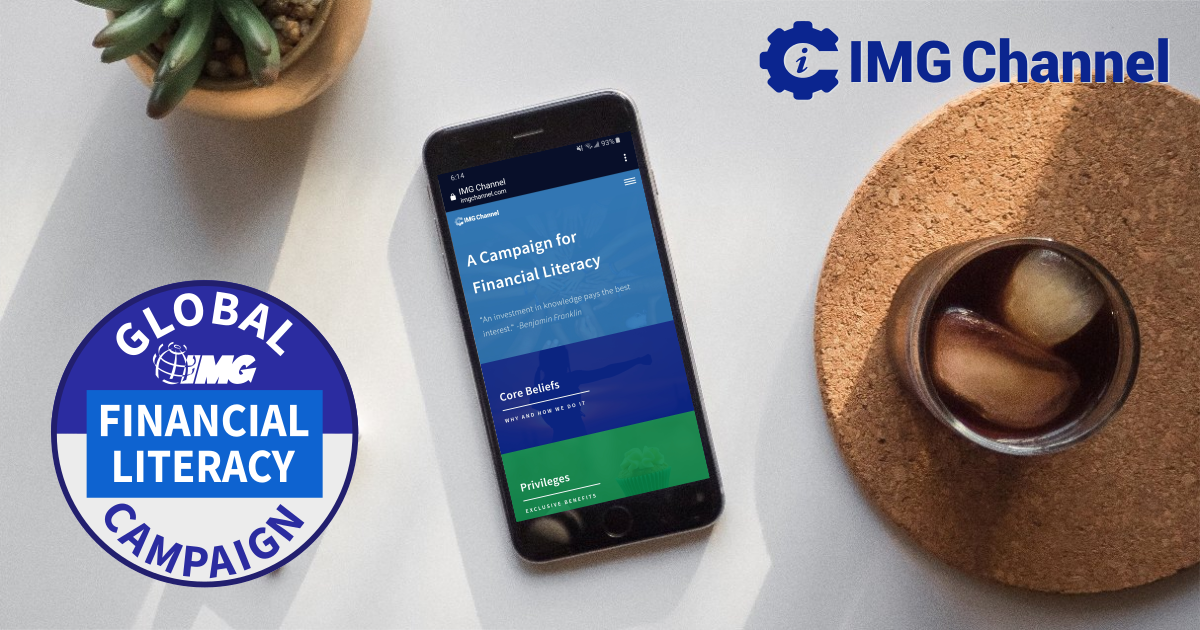 IMG Channel
6:14
93%
IMG Channel
imgchannel.com
IMG Channel
A Campaign for
Financial Literacy
"An investment in knowledge pays the best
interest." -Benjamin Franklin
Core Beliefs
WHY AND HOW WE DO IT
Privileges
EXCLUSIVE BENEFITS
GLOBAL
IMG
FINANCIAL
LITERACY
CAMPAIGN